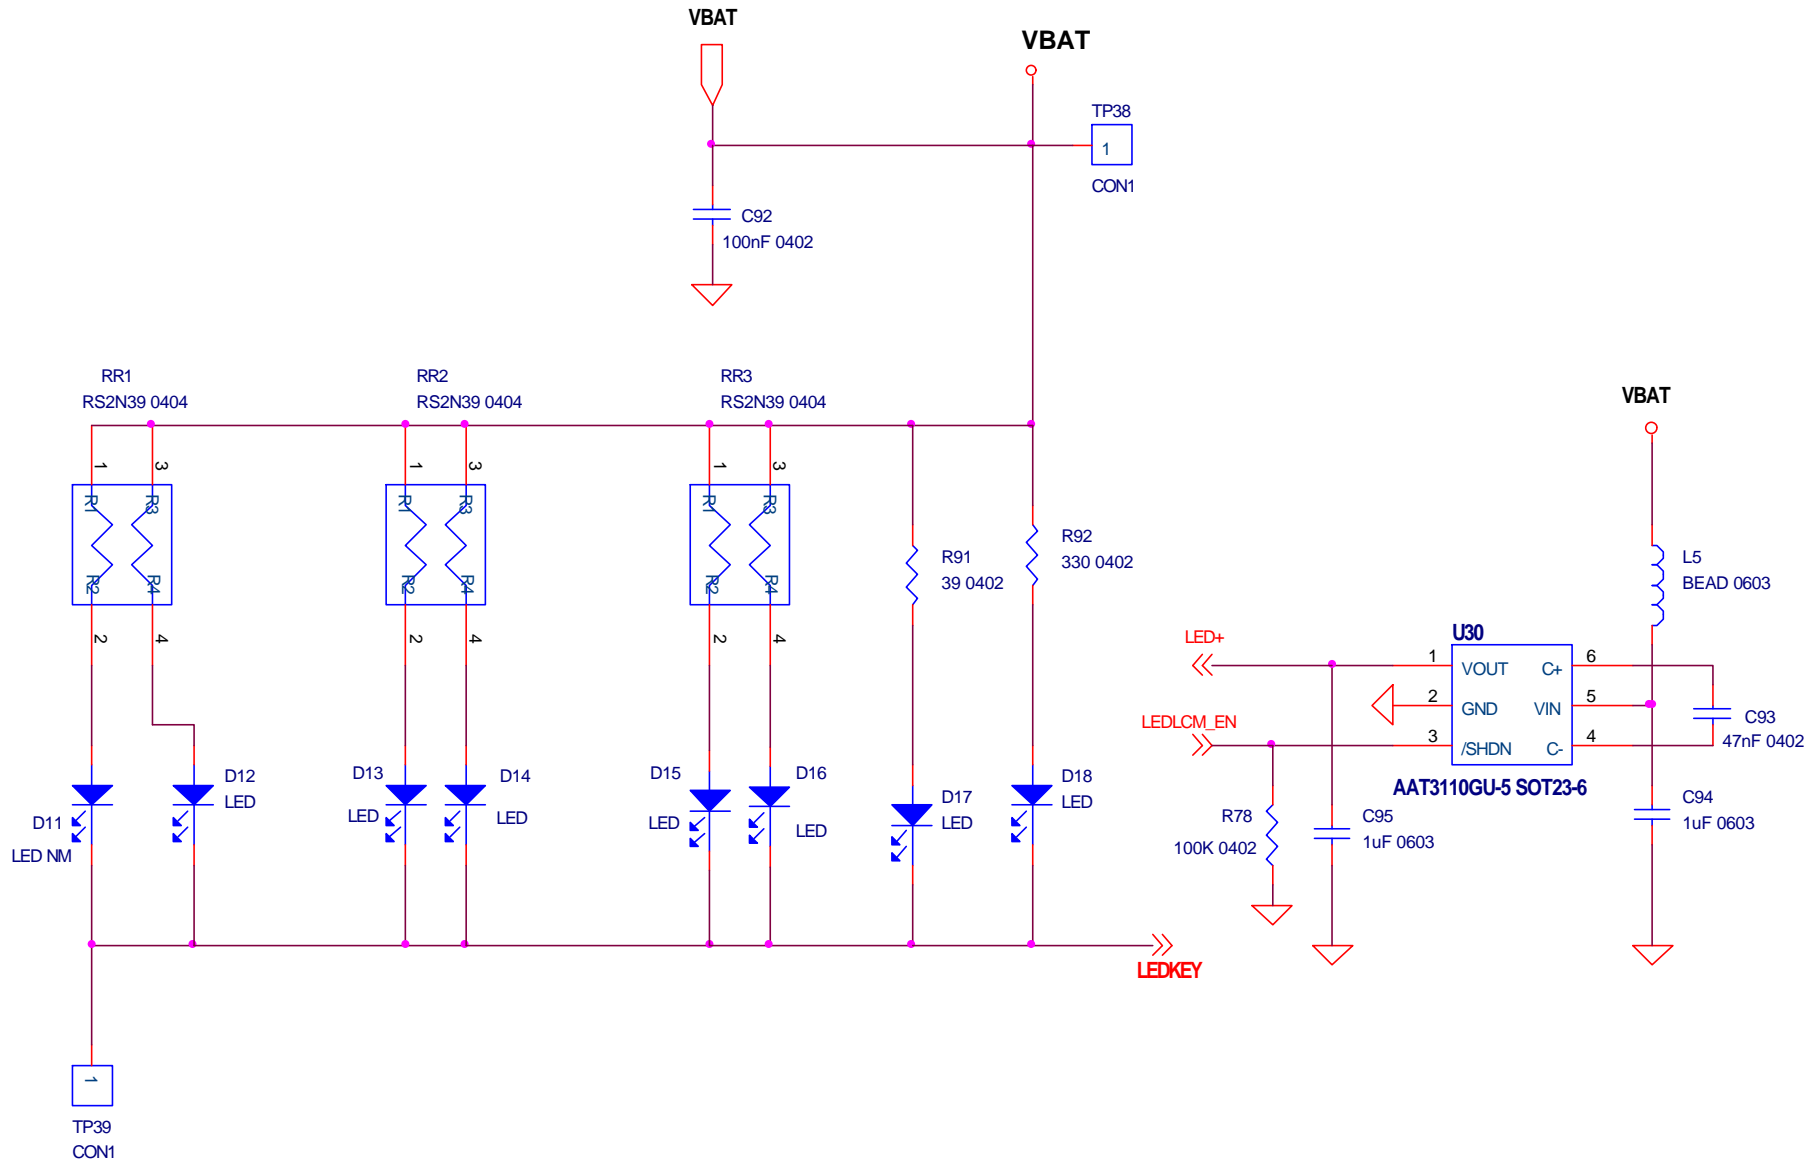 VBAT
VBAT
TP38
1
CON1
C92
100nF 0402
RR1
RS2N39 0404
RR2
RS2N39 0404
RR3
RS2N39 0404
VBAT
1
3
1
3
1
3
R1
R3
R1
R3
R1
R3
R2
R4
R2
R4
R2
R4
R91
39 0402
R92
330 0402
L5
BEAD 0603
2
4
2
4
2
4
LED+
U30
1
VOUT
C+
6
2
GND
VIN
5
LEDLCM_EN
3
/SHDN
C-
4
C93
47nF 0402
AAT3110GU-5 SOT23-6
D11
LED NM
D12
LED
D13
LED
D14
LED
D15
LED
D16
LED
D17
LED
D18
LED
R78
100K 0402
C95
1uF 0603
C94
1uF 0603
LEDKEY
1
TP39
CON1